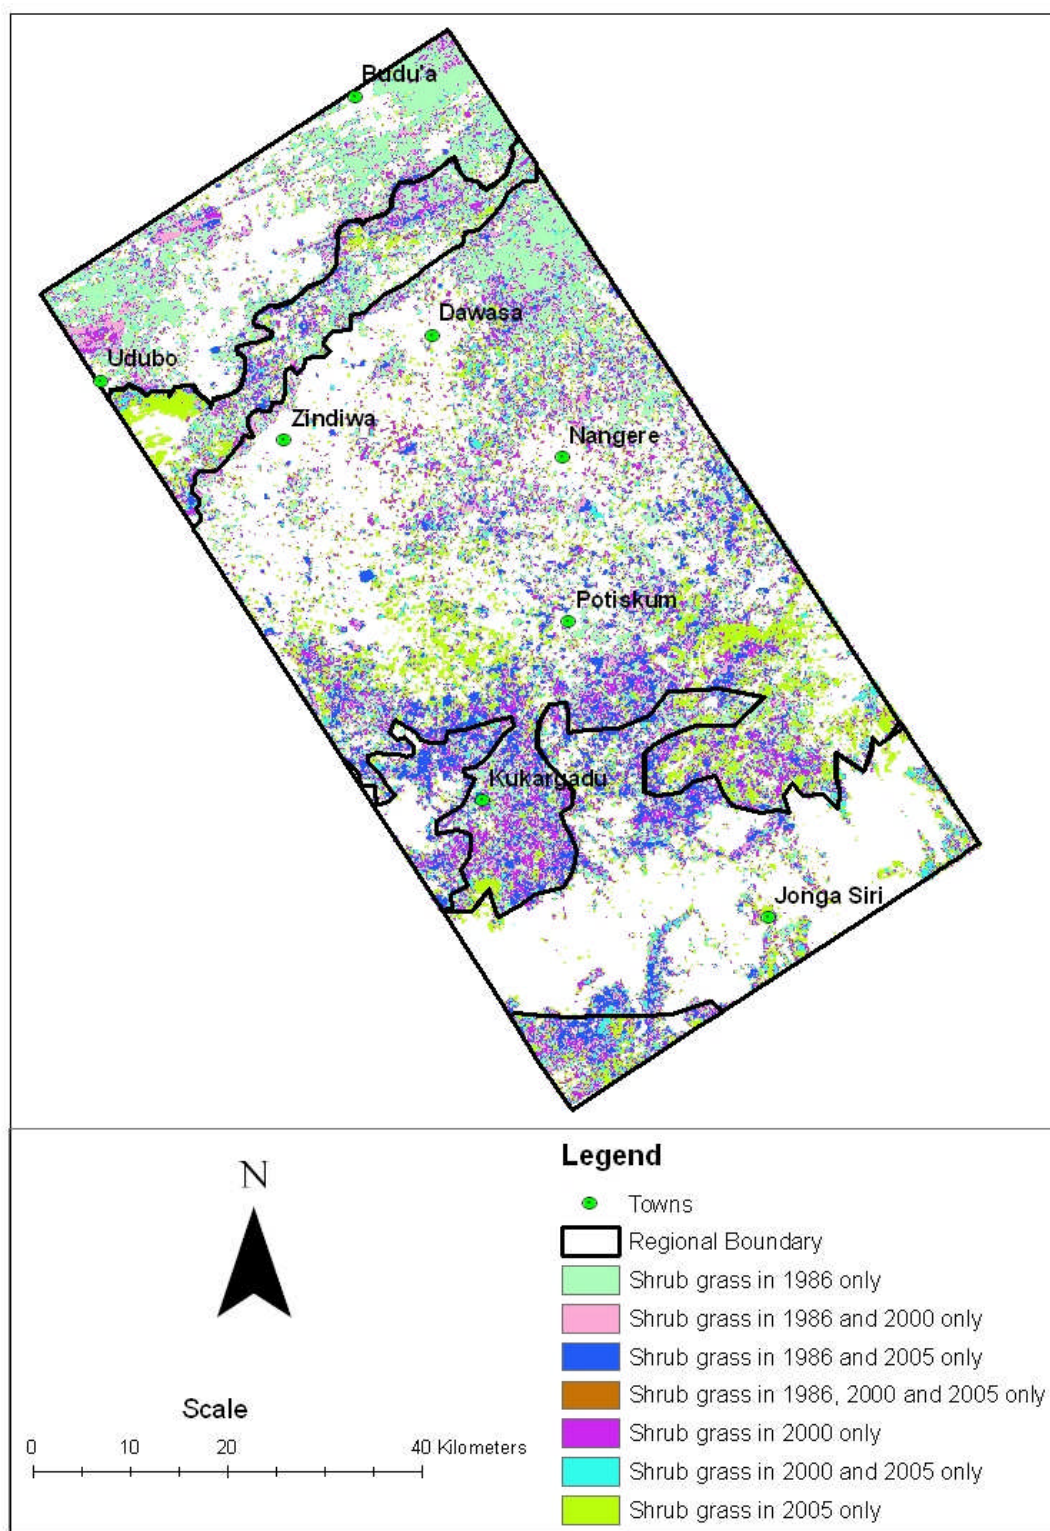 Budu'a
Dawasa
Udubo
Zindiwa
Nangere
Potiskum
Kukargadu
Jonga Siri
N
Scale
0 10 20 40 Kilometers
Legend
Towns
Regional Boundary
Shrub grass in 1986 only
Shrub grass in 1986 and 2000 only
Shrub grass in 1986 and 2005 only
Shrub grass in 1986, 2000 and 2005 only
Shrub grass in 2000 only
Shrub grass in 2000 and 2005 only
Shrub grass in 2005 only